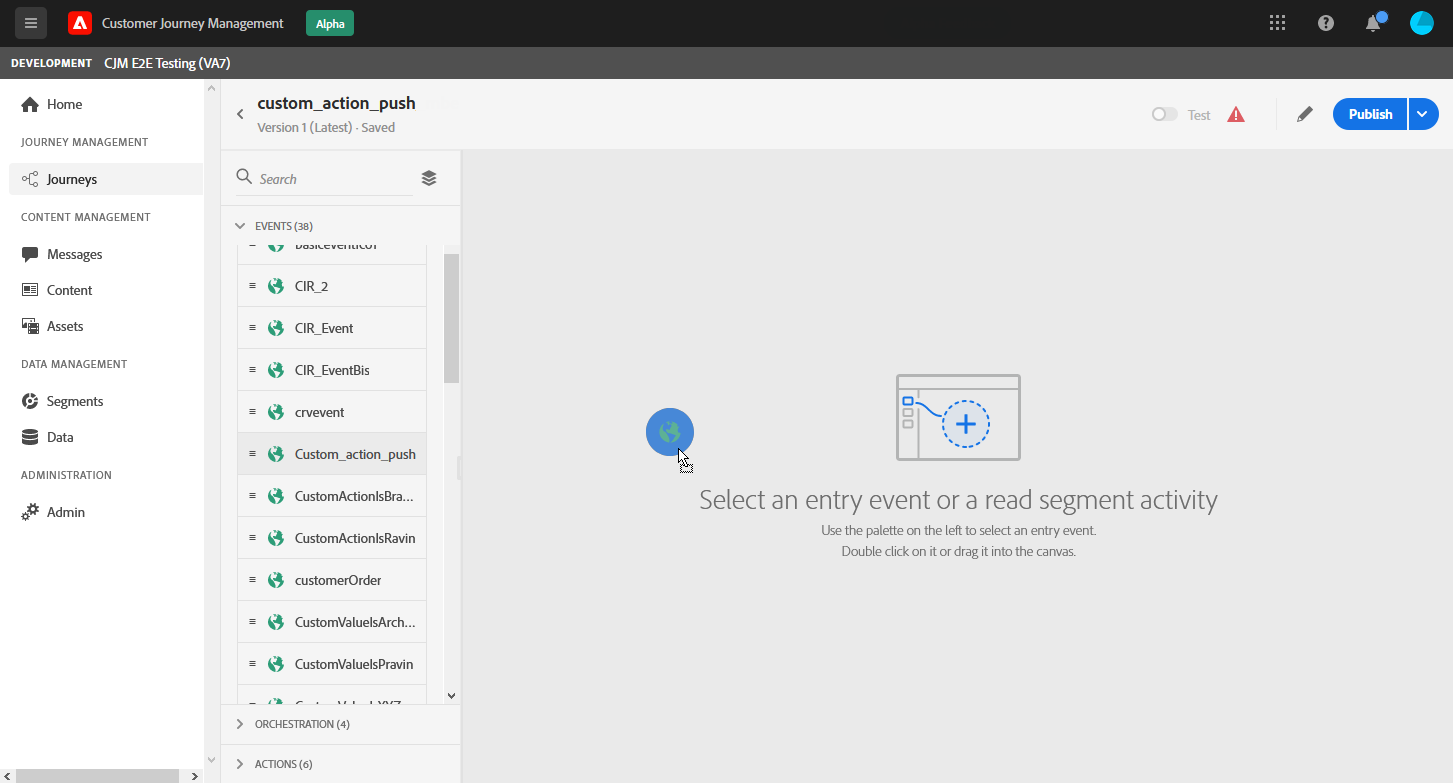 Customer Journey Management
Alpha
DEVELOPMENT CJM E2E Testing (VA7)
Home
JOURNEY MANAGEMENT
Journeys
CONTENT MANAGEMENT
Messages
Content
Assets
DATA MANAGEMENT
Segments
Data
ADMINISTRATION
Admin
custom_action_push
Version 1 (Latest) · Saved
Test
Publish
Search
EVENTS (38)
CIR_2
CIR_Event
CIR_EventBis
crvevent
Custom_action_push
CustomActionIsBra...
CustomActionIsRavin
customerOrder
CustomValueIsArch...
CustomValueIsPravin
ORCHESTRATION (4)
ACTIONS (6)
Select an entry event or a read segment activity
Use the palette on the left to select an entry event.
Double click on it or drag it into the canvas.